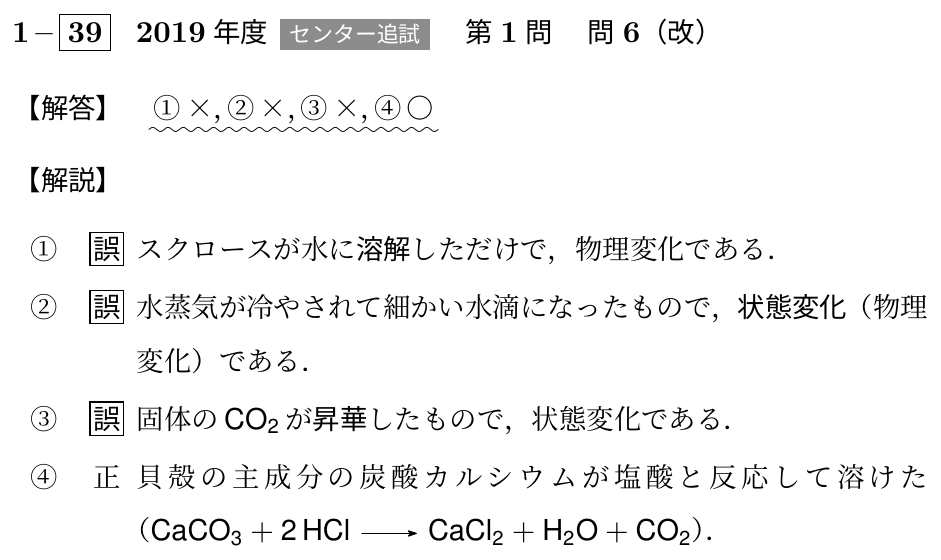 1–39 2019 年度 センター追試 第 1 問 問 6（改）
【解答】 ① ×, ② ×, ③ ×, ④ ○
【解説】
① 誤 スクロースが水に溶解しただけで，物理変化である．
② 誤 水蒸気が冷やされて細かい水滴になったもので，状態変化（物理
変化）である．
③ 誤 固体の CO₂ が昇華したもので，状態変化である．
④ 正 貝殻の主成分の炭酸カルシウムが塩酸と反応して溶けた
（CaCO₃ + 2 HCl ⟶ CaCl₂ + H₂O + CO₂）．